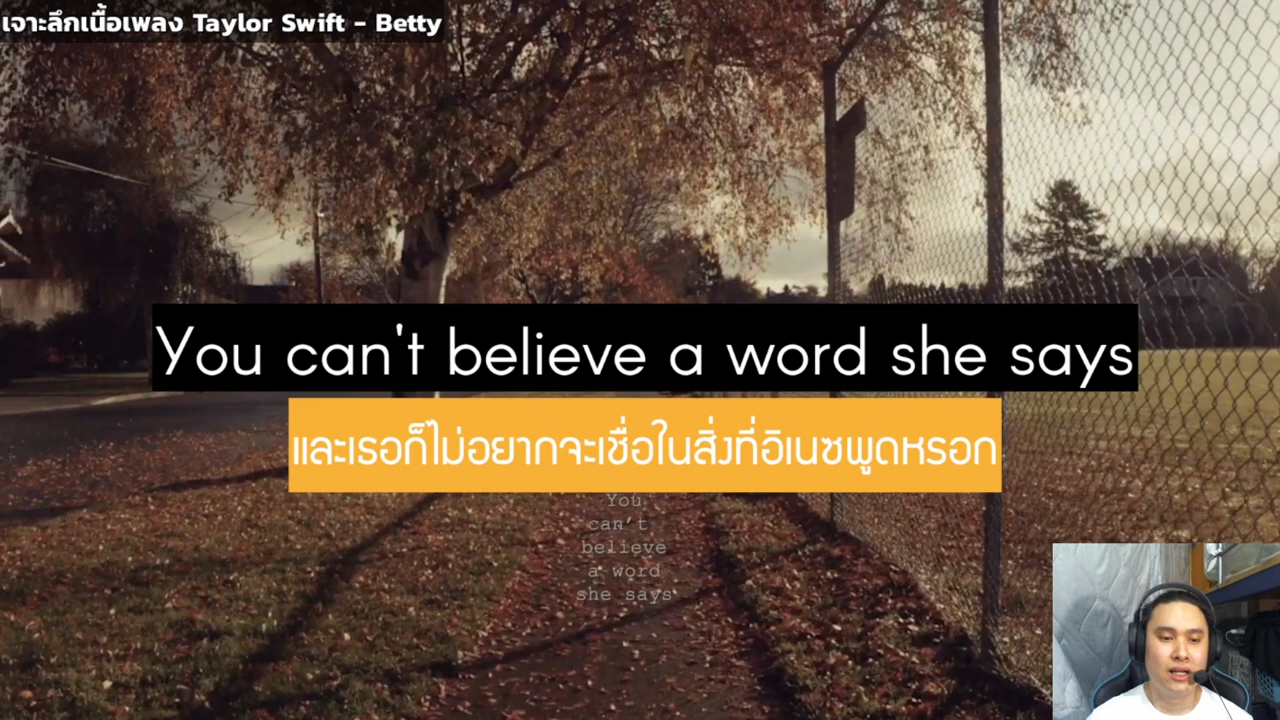 เจาะลึกเนื้อเพลง Taylor Swift - Betty
You can't believe a word she says
และเธอก็ไม่อยากจะเชื่อในสิ่งที่อิเนซพูดหรอก
You
can't
believe
a word
she says